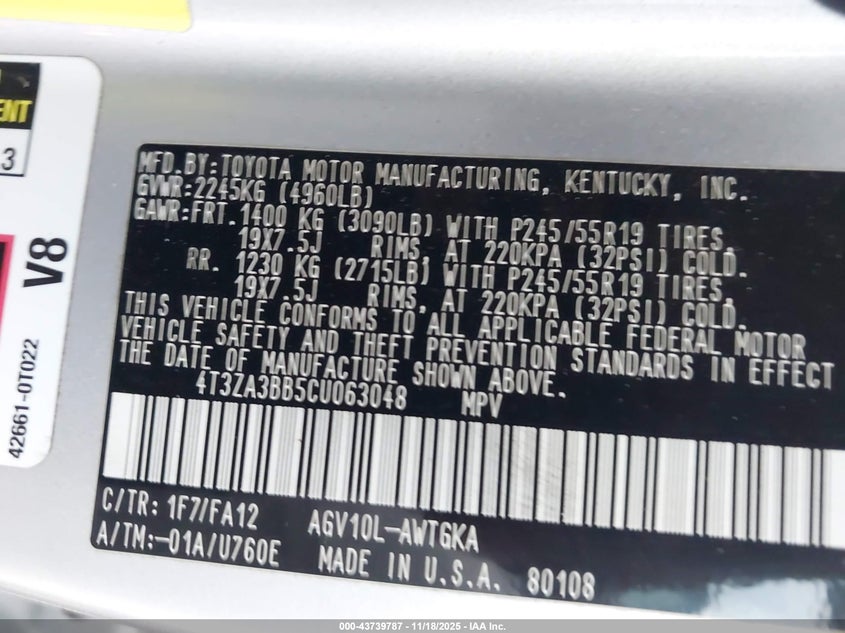 ENT
3
V8
42661-0T022
MFD.BY:TOYOTA MOTOR MANUFACTURING, KENTUCKY, INC.
GVWR:2245KG (4960LB)
GAWR:FRT. 1400 KG (3090LB) WITH P245/55R19 TIRES.
19X7.5J RIMS, AT 220KPA (32PSI) COLD.
RR. 1230 KG (2715LB) WITH P245/55R19 TIRES.
19X7.5J RIMS, AT 220KPA (32PSI) COLD.
THIS VEHICLE CONFORMS TO ALL APPLICABLE FEDERAL MOTOR
VEHICLE SAFETY AND THEFT PREVENTION STANDARDS IN EFFECT
THE DATE OF MANUFACTURE SHOWN ABOVE.
4T3ZA3BB5CU063048 MPV
C/TR: 1F7/FA12 AGV10L-AWTGKA
A/TM:-01A/U760E MADE IN U.S.A. 80108
000-43739787 - 11/18/2025 - IAA Inc.